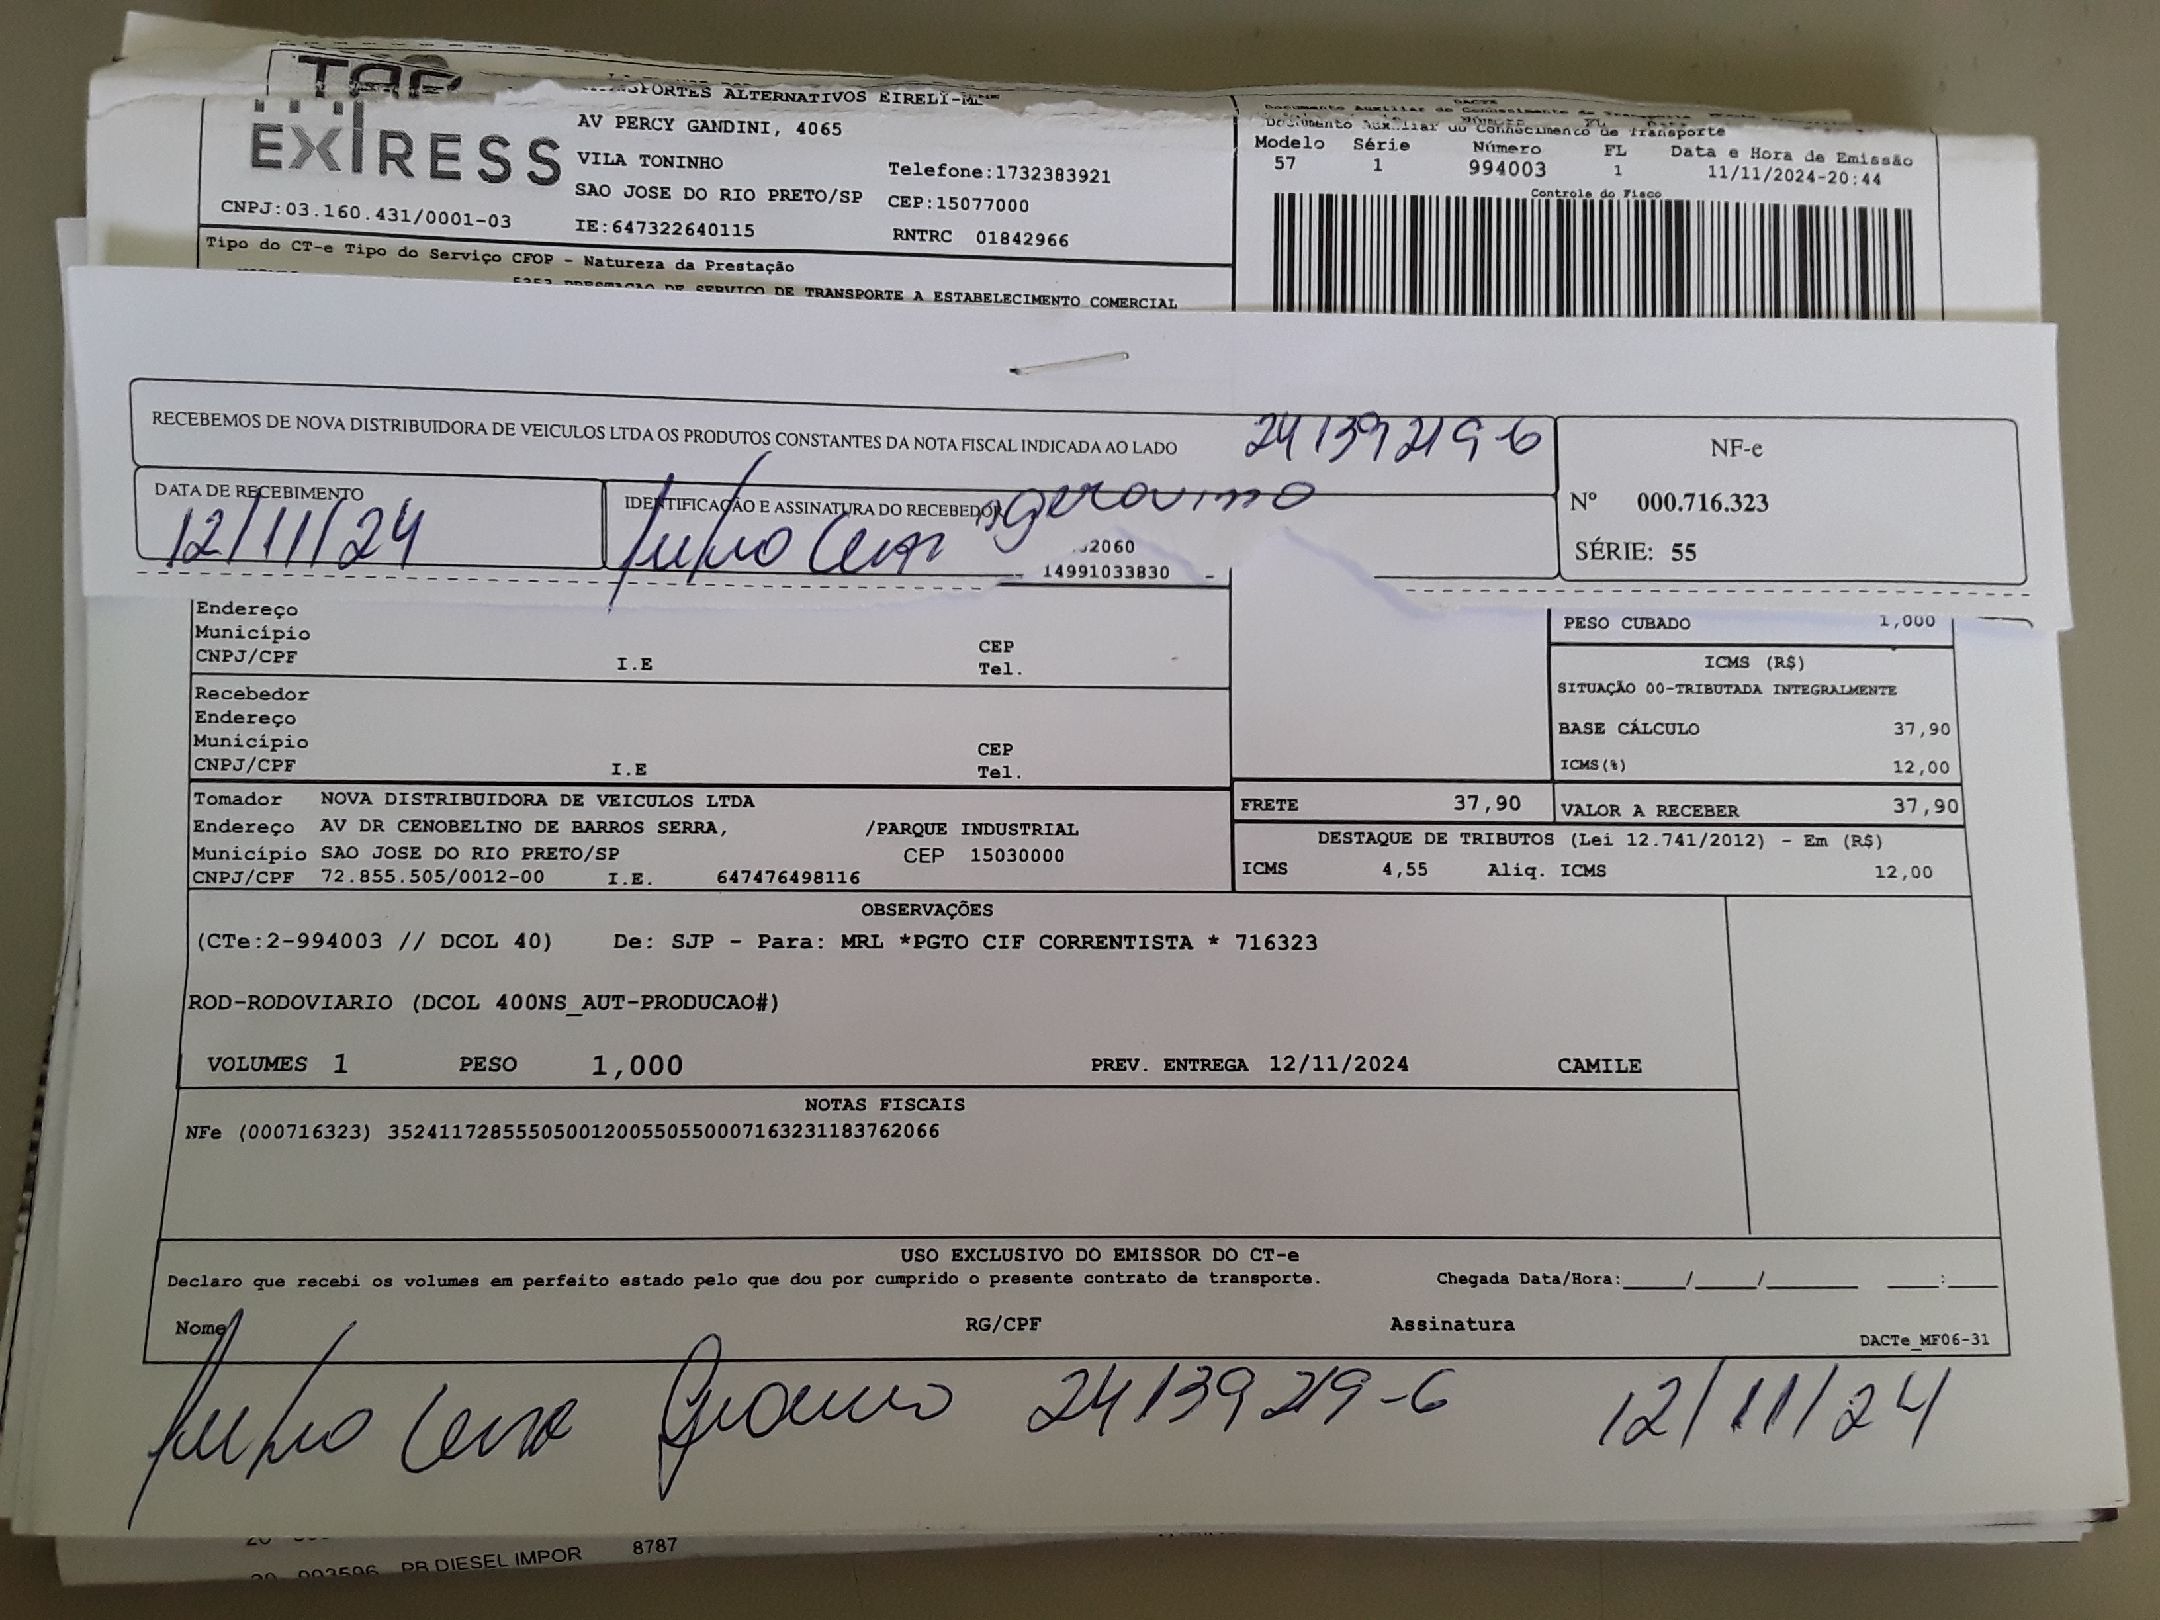 EXPRESS
TRANSPORTES ALTERNATIVOS EIRELI-ME
AV PERCY GANDINI, 4065
VILA TONINHO Telefone:1732383921
SAO JOSE DO RIO PRETO/SP CEP:15077000
CNPJ:03.160.431/0001-03 IE:647322640115 RNTRC 01842966
Documento Auxiliar do Conhecimento de Transporte
Modelo Série Número FL Data e Hora de Emissão
57 1 994003 1 11/11/2024-20:44
Controle do Fisco
Tipo do CT-e Tipo do Serviço CFOP - Natureza da Prestação
5353 PRESTACAO DE SERVICO DE TRANSPORTE A ESTABELECIMENTO COMERCIAL
RECEBEMOS DE NOVA DISTRIBUIDORA DE VEICULOS LTDA OS PRODUTOS CONSTANTES DA NOTA FISCAL INDICADA AO LADO 24139219-6
NF-e
Nº 000.716.323
SÉRIE: 55
DATA DE RECEBIMENTO
12/11/24
IDENTIFICAÇÃO E ASSINATURA DO RECEBEDOR
Geronimo
2060
14991033830
Endereço
Município CEP
CNPJ/CPF I.E Tel.
Recebedor
Endereço
Município CEP
CNPJ/CPF I.E Tel.
PESO CUBADO 1,000
ICMS (R$)
SITUAÇÃO 00-TRIBUTADA INTEGRALMENTE
BASE CÁLCULO 37,90
ICMS(%) 12,00
Tomador NOVA DISTRIBUIDORA DE VEICULOS LTDA
Endereço AV DR CENOBELINO DE BARROS SERRA, /PARQUE INDUSTRIAL
Município SAO JOSE DO RIO PRETO/SP CEP 15030000
CNPJ/CPF 72.855.505/0012-00 I.E. 647476498116
FRETE 37,90 VALOR A RECEBER 37,90
DESTAQUE DE TRIBUTOS (Lei 12.741/2012) - Em (R$)
ICMS 4,55 Aliq. ICMS 12,00
OBSERVAÇÕES
(CTe:2-994003 // DCOL 40) De: SJP - Para: MRL *PGTO CIF CORRENTISTA * 716323
ROD-RODOVIARIO (DCOL 400NS_AUT-PRODUCAO#)
VOLUMES 1 PESO 1,000 PREV. ENTREGA 12/11/2024 CAMILE
NOTAS FISCAIS
NFe (000716323) 35241172855505001200550550007163231183762066
USO EXCLUSIVO DO EMISSOR DO CT-e
Declaro que recebi os volumes em perfeito estado pelo que dou por cumprido o presente contrato de transporte. Chegada Data/Hora:____/____/______ ___:___
Nome RG/CPF Assinatura
DACTe_MF06-31
24139219-6 12/11/24
PB DIESEL IMPOR 8787